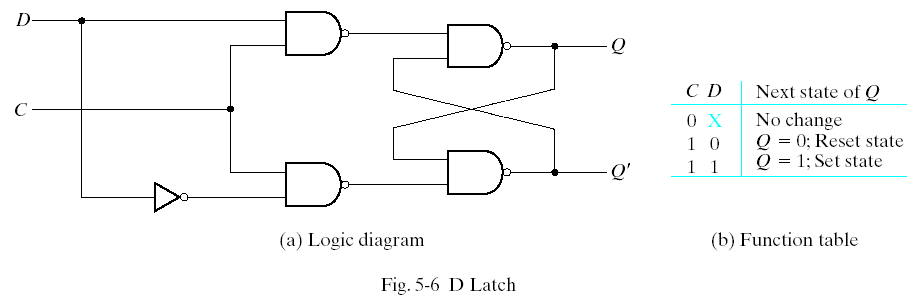 D
C
Q
Q'
C D Next state of Q
0 X No change
1 0 Q = 0; Reset state
1 1 Q = 1; Set state
(a) Logic diagram
(b) Function table
Fig. 5-6 D Latch